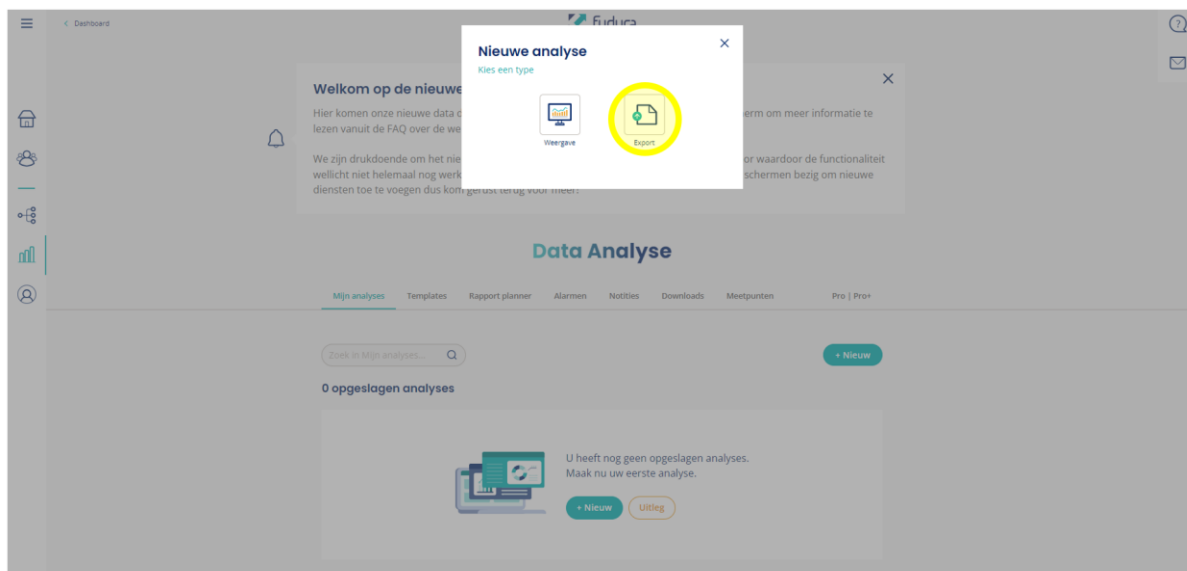 Dashboard
Fudura
Nieuwe analyse
Kies een type
Weergave
Export
Welkom op de nieuwe
Hier komen onze nieuwe data
erm om meer informatie te
lezen vanuit de FAQ over de we
We zijn drukdoende om het nie
or waardoor de functionaliteit
wellicht niet helemaal nog werk
schermen bezig om nieuwe
diensten toe te voegen dus kom gerust terug voor meer!
Data Analyse
Mijn analyses Templates Rapport planner Alarmen Notities Downloads Meetpunten Pro | Pro+
Zoek in Mijn analyses...
+ Nieuw
0 opgeslagen analyses
U heeft nog geen opgeslagen analyses.
Maak nu uw eerste analyse.
+ Nieuw Uitleg